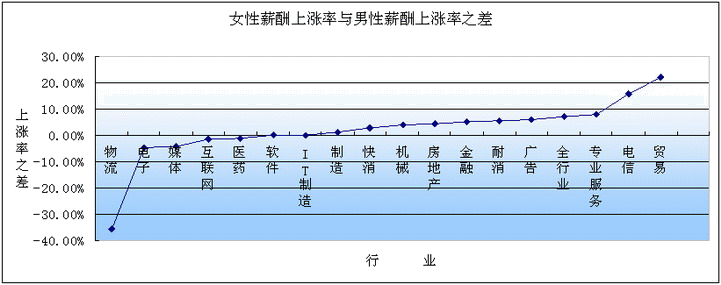 女性薪酬上涨率与男性薪酬上涨率之差
上涨率之差
30.00%
20.00%
10.00%
0.00%
-10.00%
-20.00%
-30.00%
-40.00%
物流
电子
媒体
互联网
医药
软件
IT制造
制造
快消
机械
房地产
金融
耐消
广告
全行业
专业服务
电信
贸易
行 业